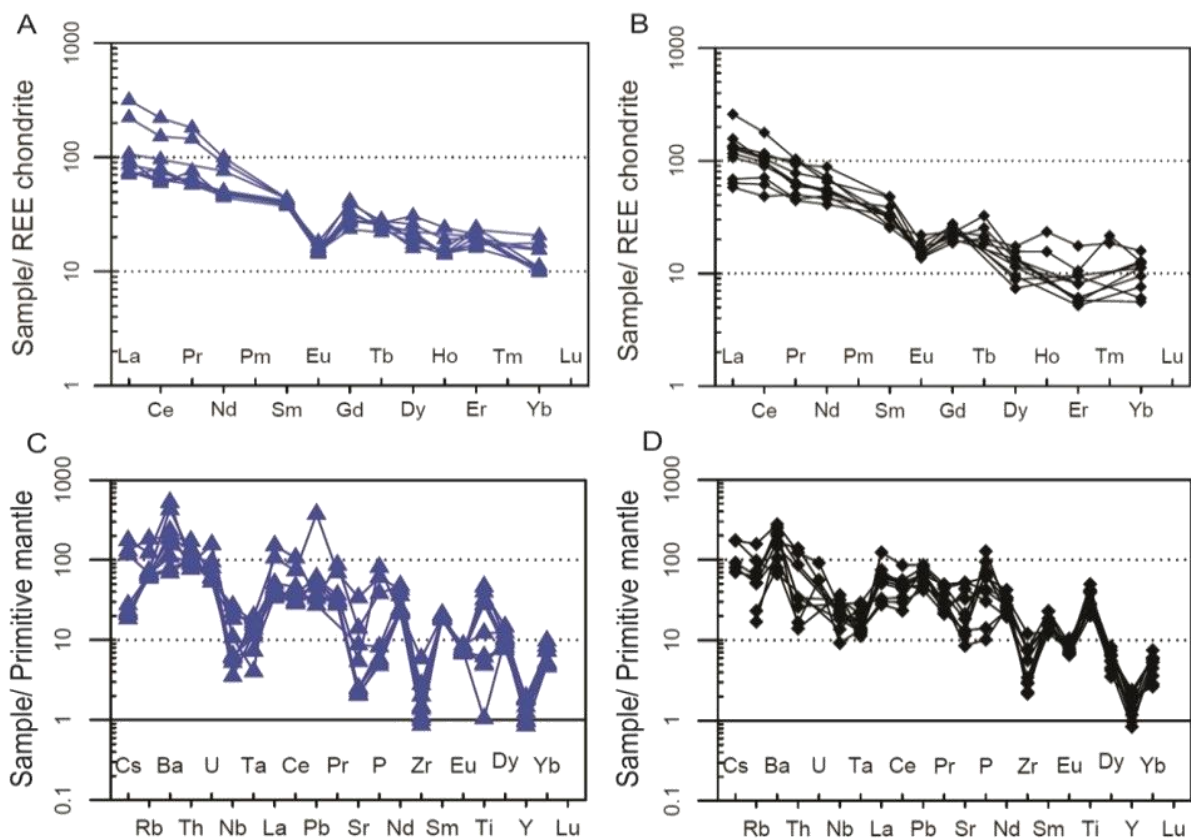 A
B
Sample/ REE chondrite
1000
100
10
1
La Pr Pm Eu Tb Ho Tm Lu
Ce Nd Sm Gd Dy Er Yb
Sample/ REE chondrite
1000
100
10
1
La Pr Pm Eu Tb Ho Tm Lu
Ce Nd Sm Gd Dy Er Yb
C
D
Sample/ Primitive mantle
1000
100
10
1
0.1
Cs Ba U Ta Ce Pr P Zr Eu Dy Yb
Rb Th Nb La Pb Sr Nd Sm Ti Y Lu
Sample/ Primitive mantle
1000
100
10
1
0.1
Cs Ba U Ta Ce Pr P Zr Eu Dy Yb
Rb Th Nb La Pb Sr Nd Sm Ti Y Lu